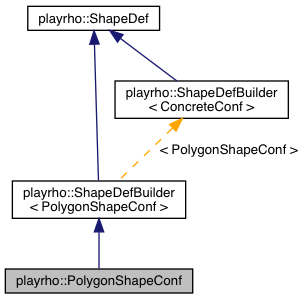 playrho::ShapeDef
playrho::ShapeDefBuilder
< ConcreteConf >
< PolygonShapeConf >
playrho::ShapeDefBuilder
< PolygonShapeConf >
playrho::PolygonShapeConf